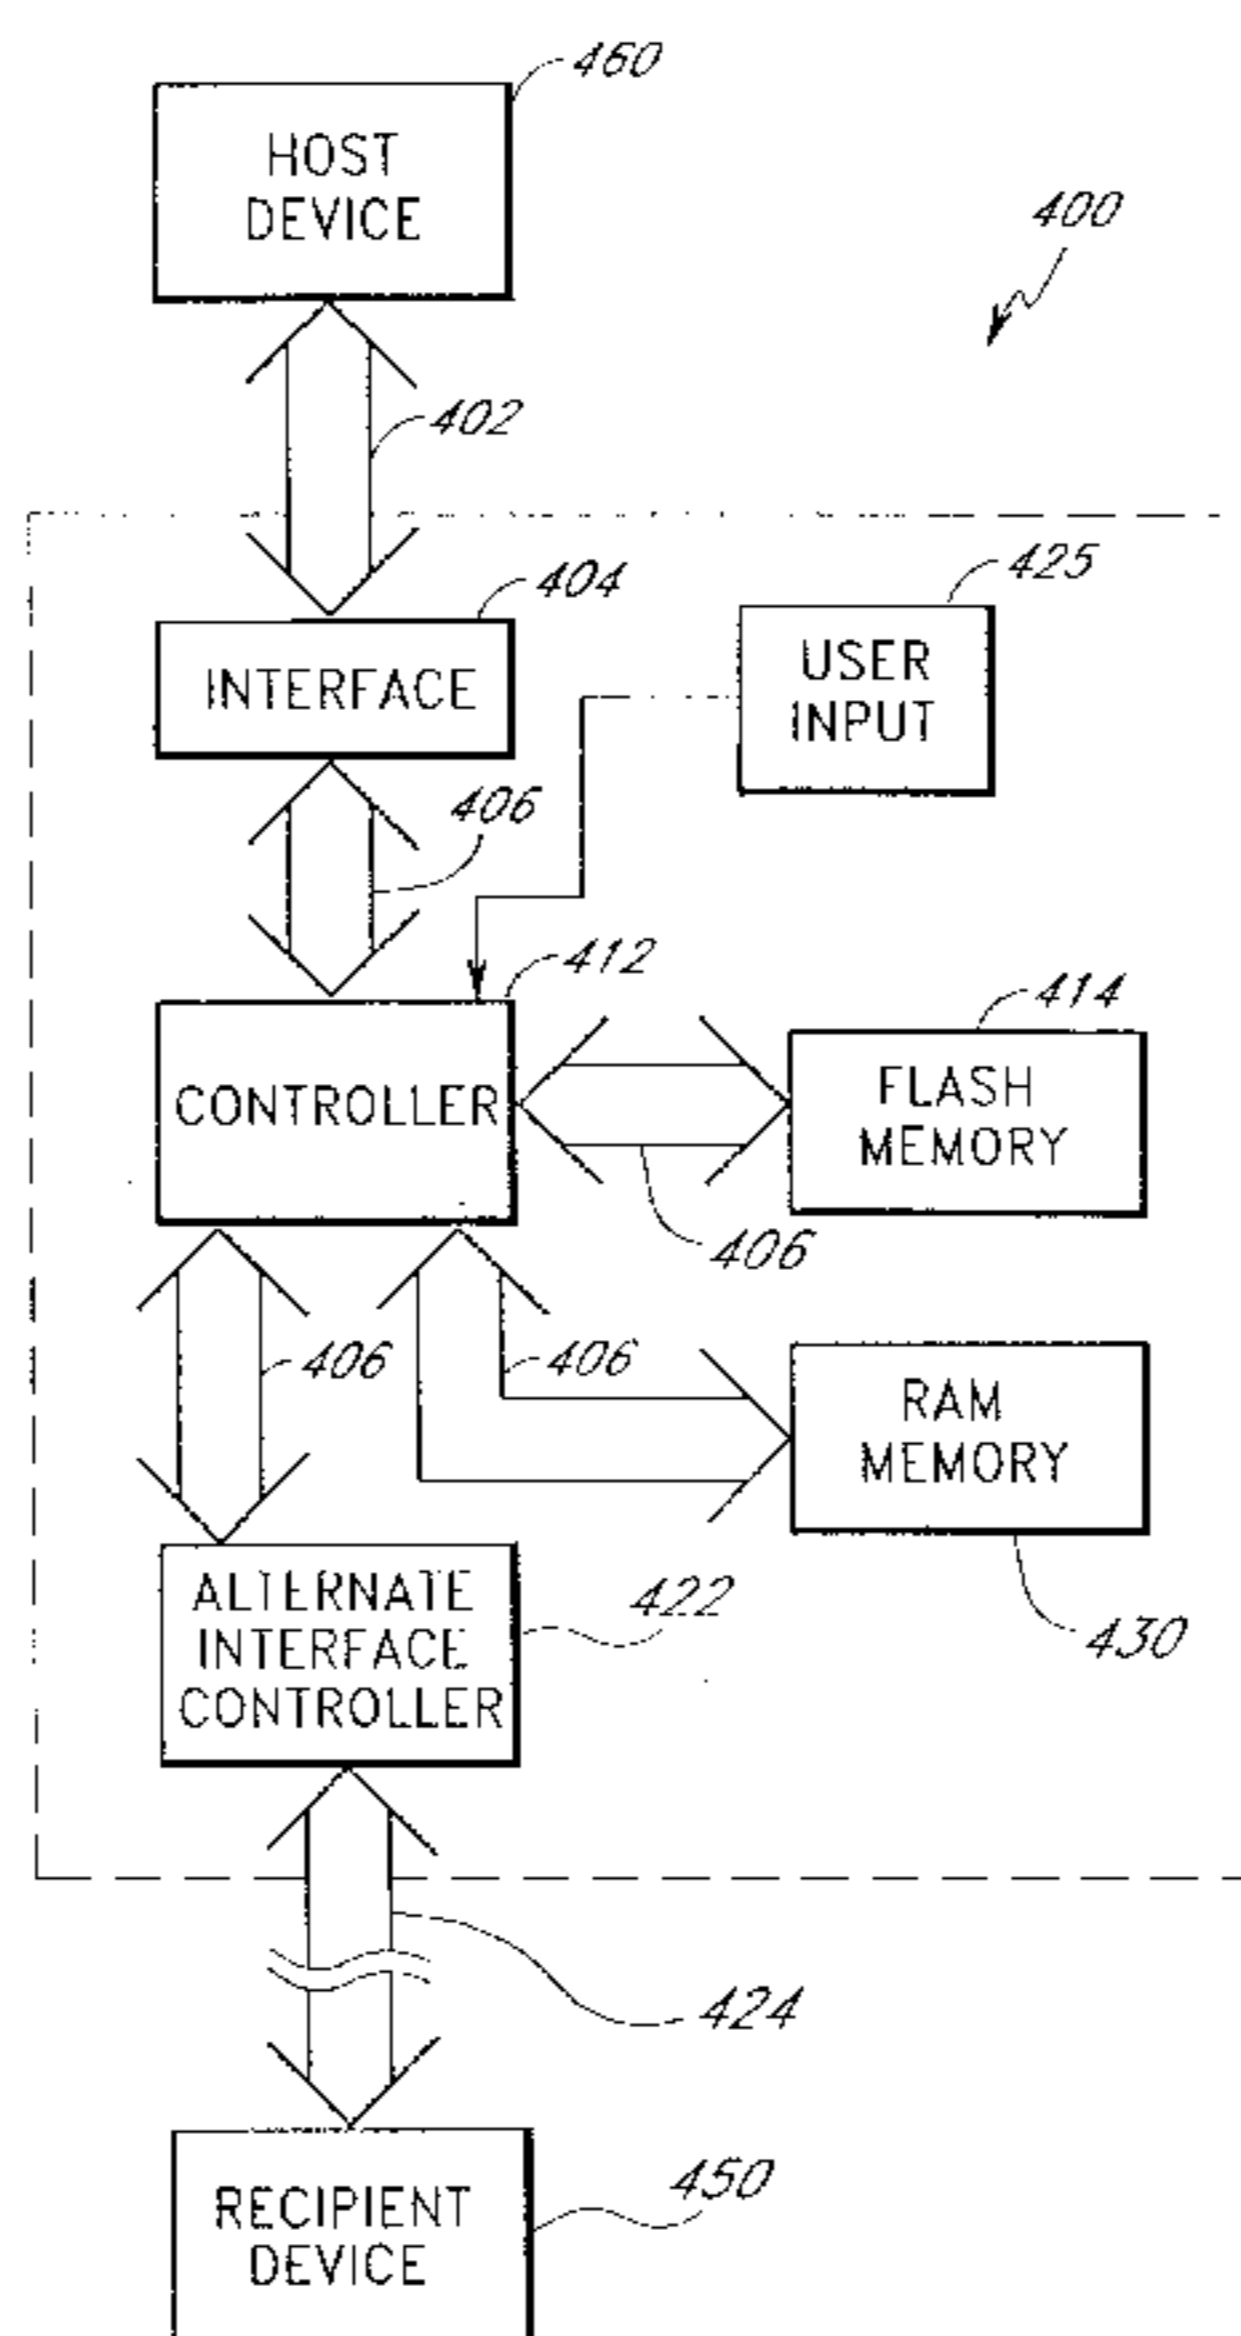 460
HOST
DEVICE
400
402
425
404
USER
INPUT
INTERFACE
406
412
414
CONTROLLER
FLASH
MEMORY
406
406
406
RAM
MEMORY
ALTERNATE
INTERFACE
CONTROLLER
422
430
424
RECIPIENT
DEVICE
450